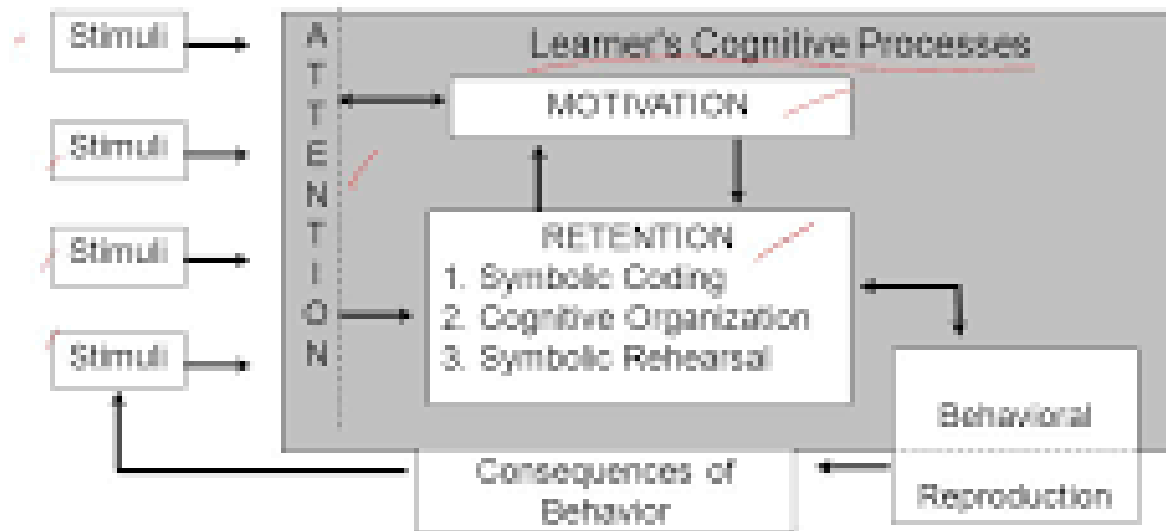 Stimuli
Stimuli
Stimuli
Stimuli
ATTENTION
Learner's Cognitive Processes
MOTIVATION
RETENTION
1. Symbolic Coding
2. Cognitive Organization
3. Symbolic Rehearsal
Behavioral
Reproduction
Consequences of
Behavior